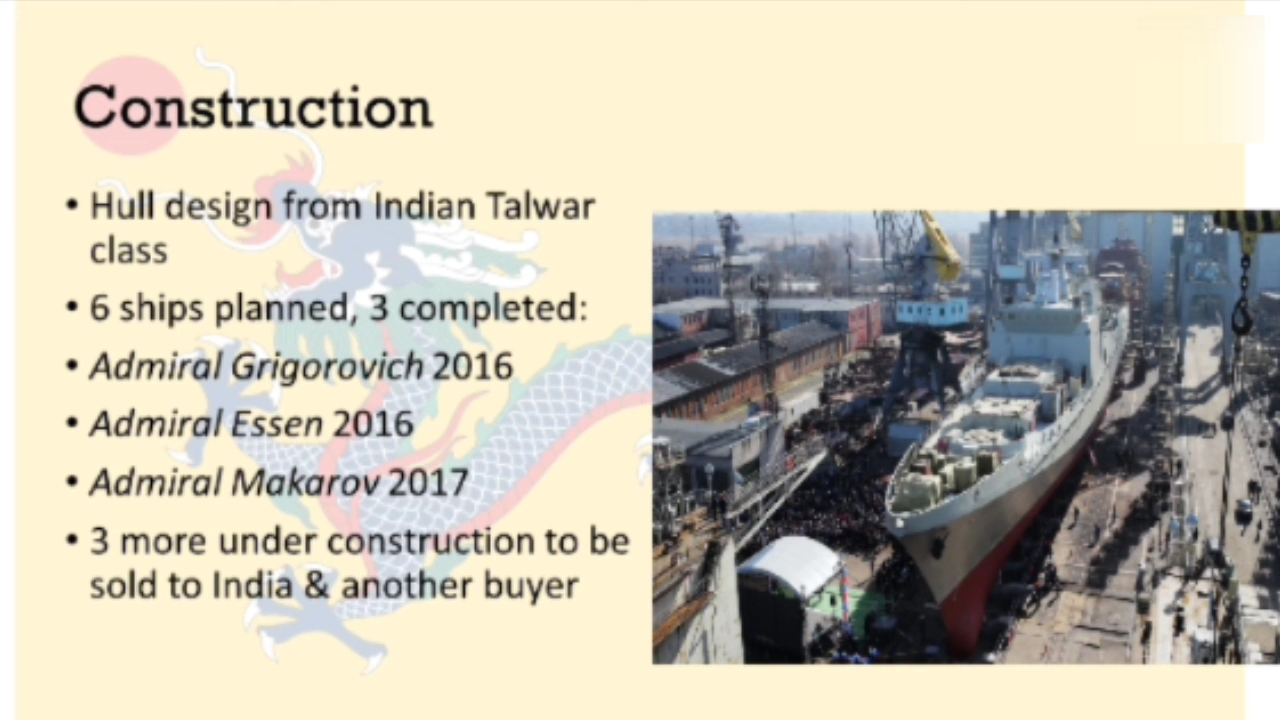 Construction
• Hull design from Indian Talwar
class
• 6 ships planned, 3 completed:
• Admiral Grigorovich 2016
• Admiral Essen 2016
• Admiral Makarov 2017
• 3 more under construction to be
sold to India & another buyer